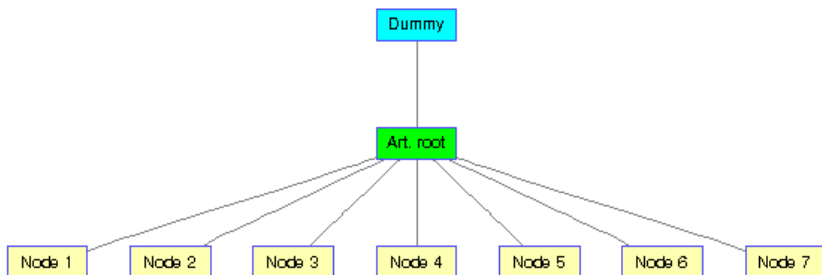 Dummy
Art. root
Node 1 Node 2 Node 3 Node 4 Node 5 Node 6 Node 7